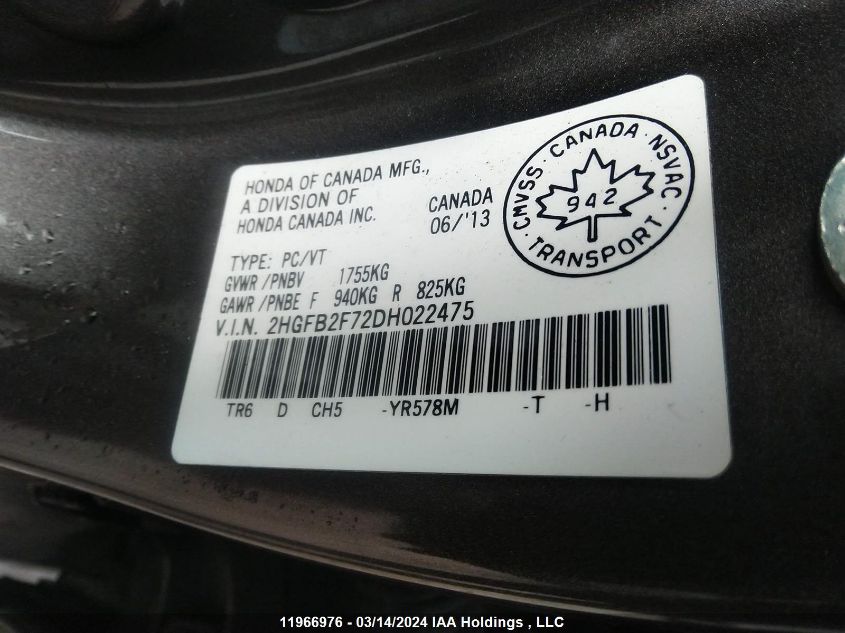 HONDA OF CANADA MFG.,
A DIVISION OF
HONDA CANADA INC.
CANADA
06/'13
CMVSS · CANADA · NSVAC · TRANSPORT ·
942
TYPE: PC/VT
GVWR /PNBV 1755KG
GAWR /PNBE F 940KG R 825KG
V.I.N. 2HGFB2F72DH022475
TR6 D CH5 -YR578M -T -H
11966976 - 03/14/2024 IAA Holdings , LLC